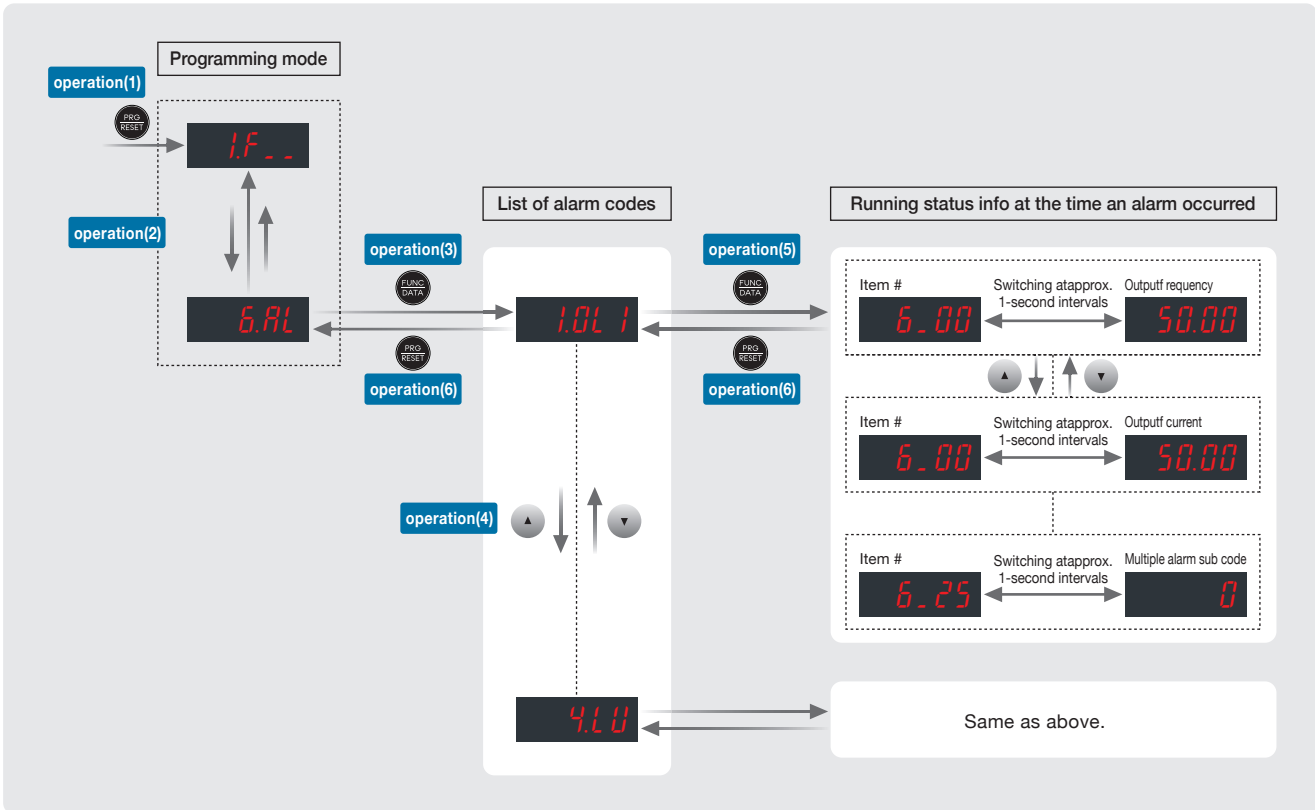 Programming mode
operation(1)
PRG
RESET
1.F _ _
operation(2)
6.AL
operation(3)
FUNC
DATA
PRG
RESET
operation(6)
List of alarm codes
1.OL 1
operation(4)
▲
▼
4.LU
operation(5)
FUNC
DATA
PRG
RESET
operation(6)
Running status info at the time an alarm occurred
Item #
Switching atapprox.
1-second intervals
Outputf requency
6_00
50.00
▲
▼
Item #
Switching atapprox.
1-second intervals
Outputf current
6_00
50.00
Item #
Switching atapprox.
1-second intervals
Multiple alarm sub code
6_25
0
Same as above.